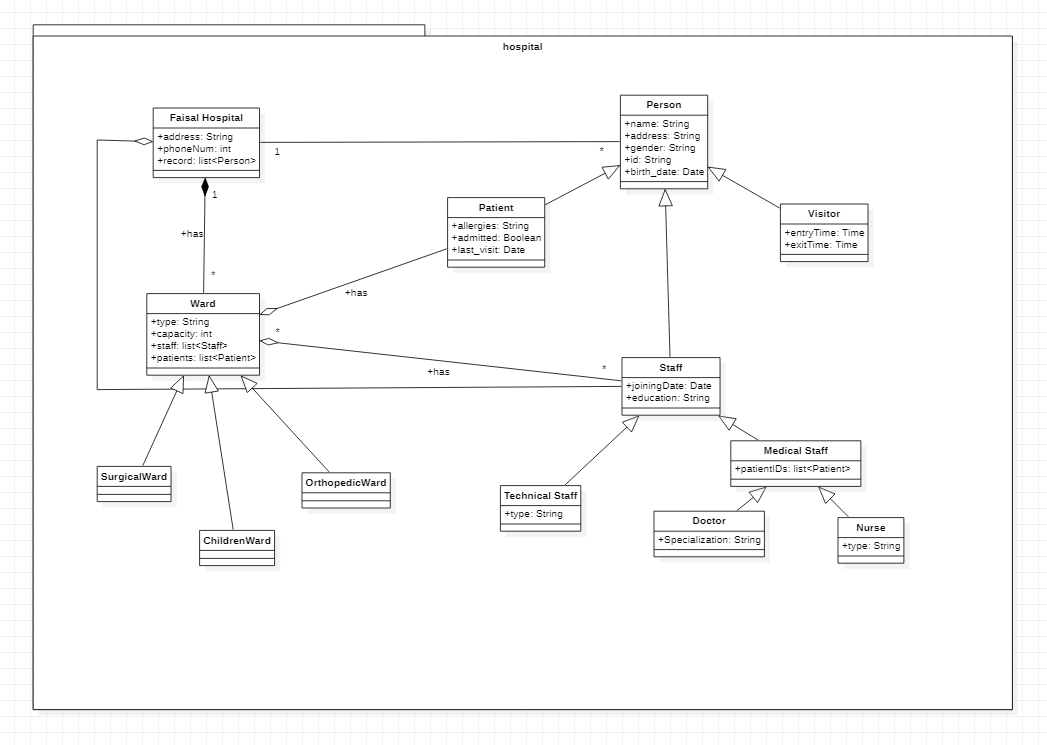 hospital
Faisal Hospital
+address: String
+phoneNum: int
+record: list<Person>
Person
+name: String
+address: String
+gender: String
+id: String
+birth_date: Date
1
*
Patient
+allergies: String
+admitted: Boolean
+last_visit: Date
Visitor
+entryTime: Time
+exitTime: Time
1
+has
*
Ward
+type: String
+capacity: int
+staff: list<Staff>
+patients: list<Patient>
+has
*
*
+has
Staff
+joiningDate: Date
+education: String
Medical Staff
+patientIDs: list<Patient>
SurgicalWard
OrthopedicWard
ChildrenWard
Technical Staff
+type: String
Doctor
+Specialization: String
Nurse
+type: String